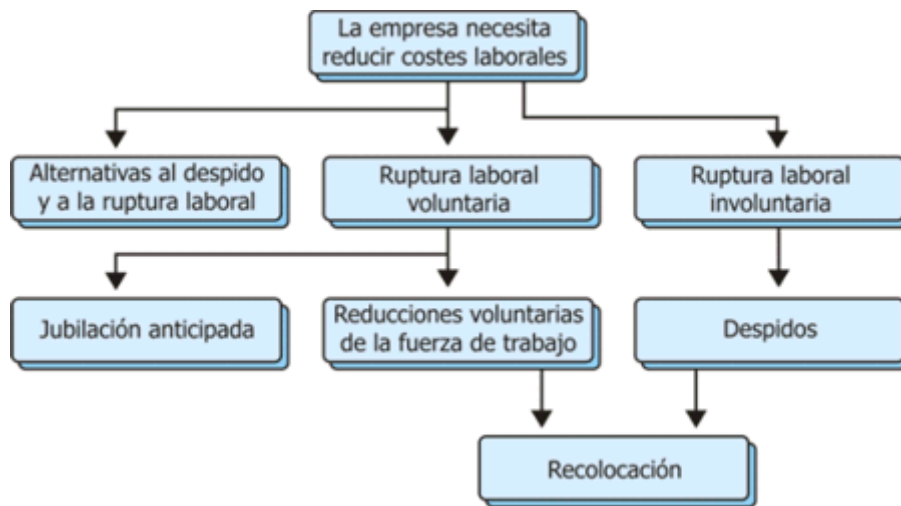 La empresa necesita
reducir costes laborales
Alternativas al despido
y a la ruptura laboral
Ruptura laboral
voluntaria
Ruptura laboral
involuntaria
Jubilación anticipada
Reducciones voluntarias
de la fuerza de trabajo
Despidos
Recolocación